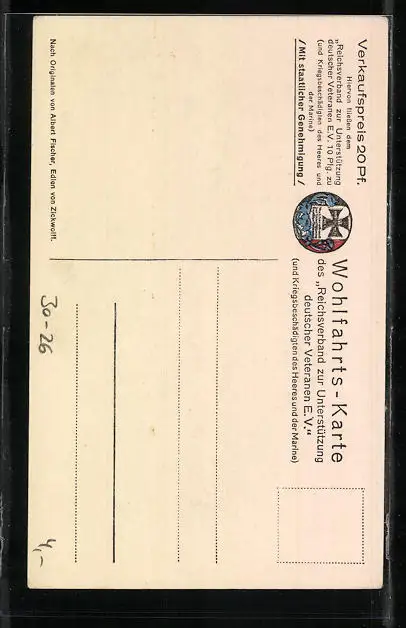 Verkaufspreis 20 Pf.
Hiervon fließen dem
„Reichsverband zur Unterstützung
deutscher Veteranen E.V. 10 Pfg. zu
(und Kriegsbeschädigten des Heeres und
der Marine)
/ Mit staatlicher Genehmigung /
Wohlfahrts-Karte
des „Reichsverband zur Unterstützung
deutscher Veteranen E.V.“
(und Kriegsbeschädigten des Heeres und der Marine)
Nach Originalen von Albert Fischer, Edlen von Zickwolff.
30-26
4,-